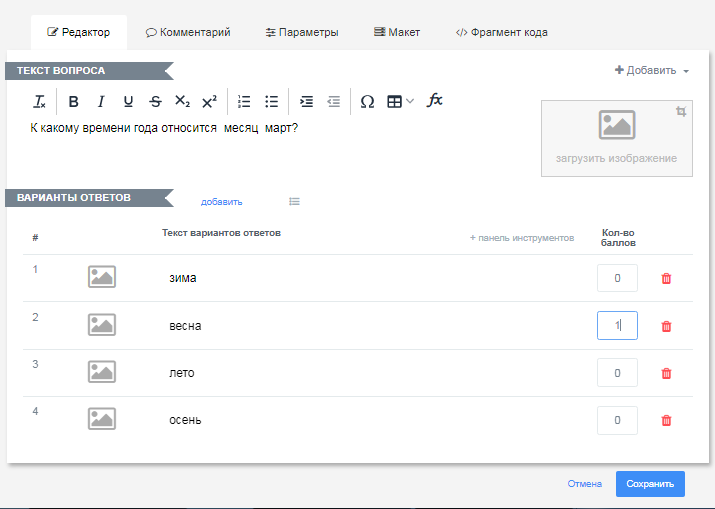 Редактор Комментарий Параметры Макет </> Фрагмент кода
ТЕКСТ ВОПРОСА + Добавить
К какому времени года относится  месяц  март?
загрузить изображение
ВАРИАНТЫ ОТВЕТОВ добавить
# Текст вариантов ответов + панель инструментов Кол-во
баллов
1 зима 0
2 весна 1
3 лето 0
4 осень 0
Отмена Сохранить